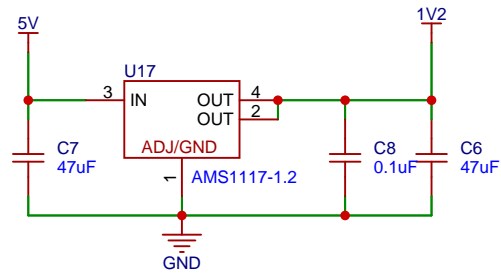 5V
1V2
U17
3
IN
OUT
4
OUT
2
C7
47uF
ADJ/GND
C8
0.1uF
C6
47uF
1
AMS1117-1.2
GND